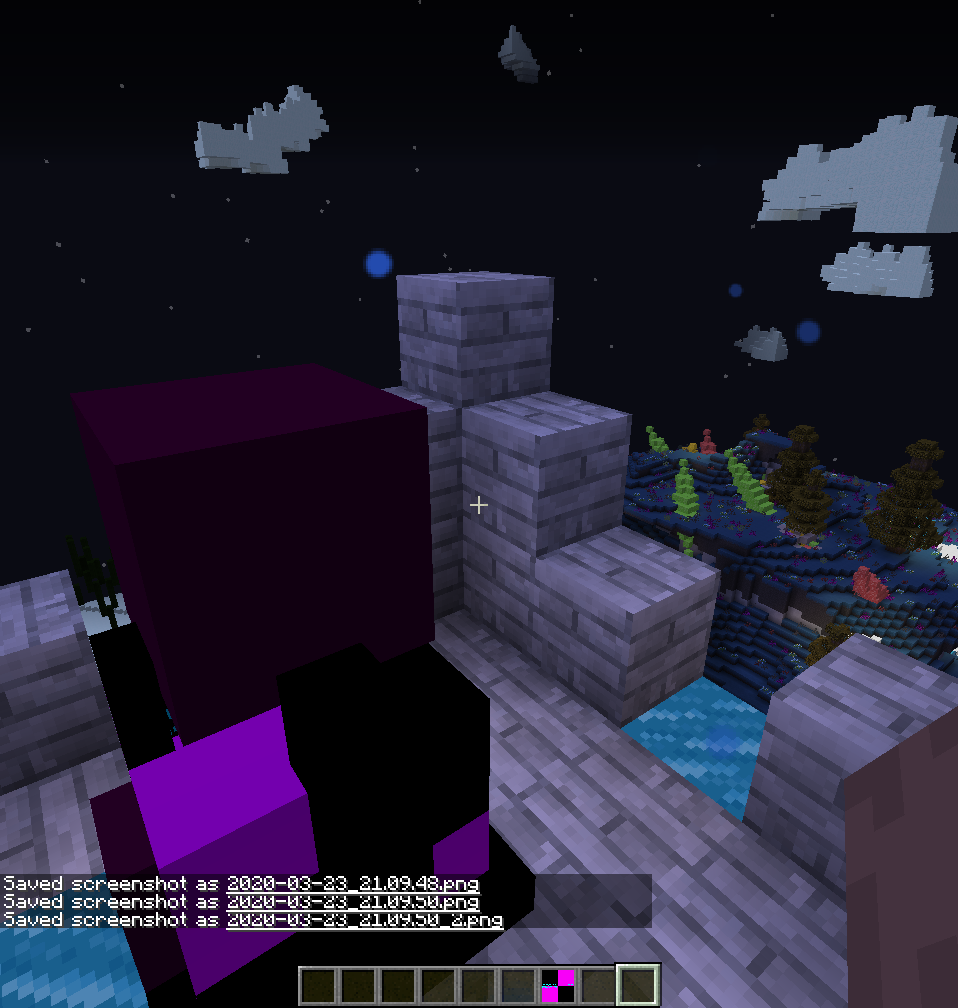 Saved screenshot as 2020-03-23_21.09.48.png
Saved screenshot as 2020-03-23_21.09.50.png
Saved screenshot as 2020-03-23_21.09.50_2.png